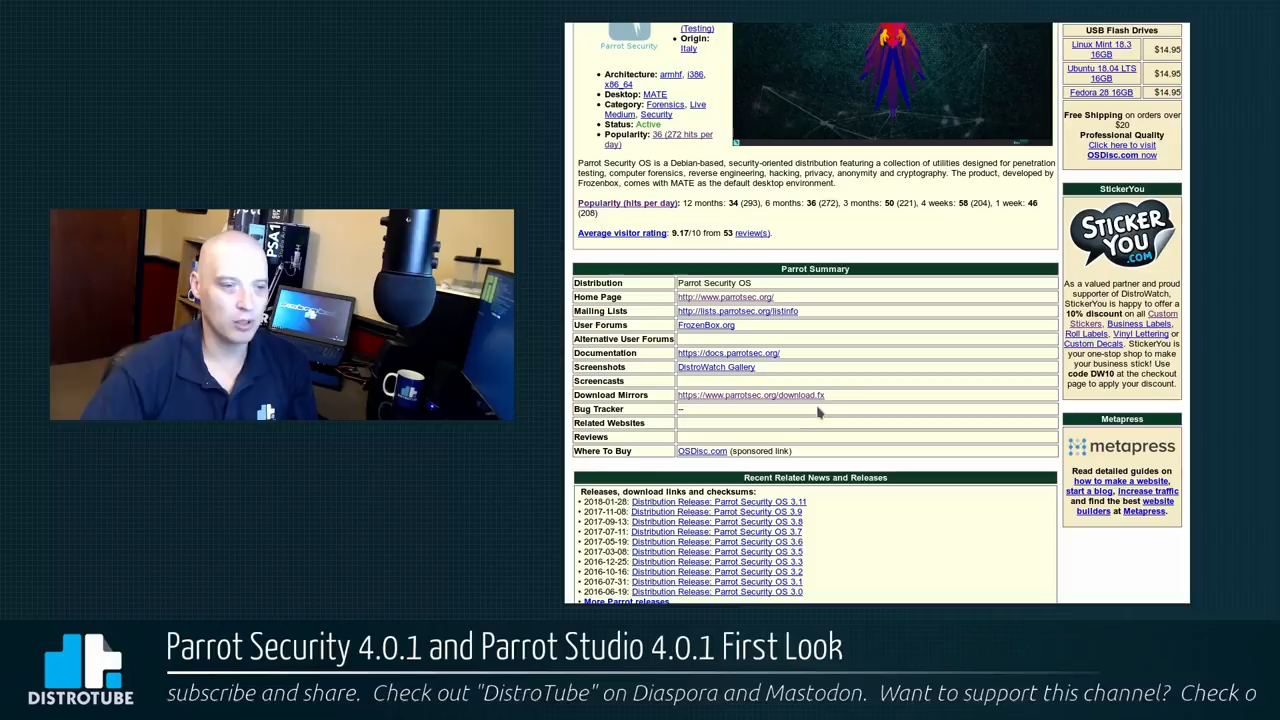 Parrot Security
(Testing)
• Origin:
Italy
• Architecture: armhf, i386,
x86_64
• Desktop: MATE
• Category: Forensics, Live
Medium, Security
• Status: Active
• Popularity: 36 (272 hits per
day)
Parrot Security OS is a Debian-based, security-oriented distribution featuring a collection of utilities designed for penetration
testing, computer forensics, reverse engineering, hacking, privacy, anonymity and cryptography. The product, developed by
Frozenbox, comes with MATE as the default desktop environment.
Popularity (hits per day): 12 months: 34 (293), 6 months: 36 (272), 3 months: 50 (221), 4 weeks: 58 (204), 1 week: 46
(208)
Average visitor rating: 9.17/10 from 53 review(s).
Parrot Summary
Distribution Parrot Security OS
Home Page http://www.parrotsec.org/
Mailing Lists http://lists.parrotsec.org/listinfo
User Forums FrozenBox.org
Alternative User Forums
Documentation https://docs.parrotsec.org/
Screenshots DistroWatch Gallery
Screencasts
Download Mirrors https://www.parrotsec.org/download.fx
Bug Tracker --
Related Websites
Reviews
Where To Buy OSDisc.com (sponsored link)
Recent Related News and Releases
Releases, download links and checksums:
• 2018-01-28: Distribution Release: Parrot Security OS 3.11
• 2017-11-08: Distribution Release: Parrot Security OS 3.9
• 2017-09-13: Distribution Release: Parrot Security OS 3.8
• 2017-07-11: Distribution Release: Parrot Security OS 3.7
• 2017-05-19: Distribution Release: Parrot Security OS 3.6
• 2017-03-08: Distribution Release: Parrot Security OS 3.5
• 2016-12-25: Distribution Release: Parrot Security OS 3.3
• 2016-10-16: Distribution Release: Parrot Security OS 3.2
• 2016-07-31: Distribution Release: Parrot Security OS 3.1
• 2016-06-19: Distribution Release: Parrot Security OS 3.0
• More Parrot releases
USB Flash Drives
Linux Mint 18.3
16GB $14.95
Ubuntu 18.04 LTS
16GB $14.95
Fedora 28 16GB $14.95
Free Shipping on orders over
$20
Professional Quality
Click here to visit
OSDisc.com now
StickerYou
STICKER
YOU
.COM
As a valued partner and proud
supporter of DistroWatch,
StickerYou is happy to offer a
10% discount on all Custom
Stickers, Business Labels,
Roll Labels, Vinyl Lettering or
Custom Decals. StickerYou is
your one-stop shop to make
your business stick! Use
code DW10 at the checkout
page to apply your discount.
Metapress
metapress
Read detailed guides on
how to make a website,
start a blog, increase traffic
and find the best website
builders at Metapress.
PSA1
DISTROTUBE
Parrot Security 4.0.1 and Parrot Studio 4.0.1 First Look
subscribe and share. Check out "DistroTube" on Diaspora and Mastodon. Want to support this channel? Check o